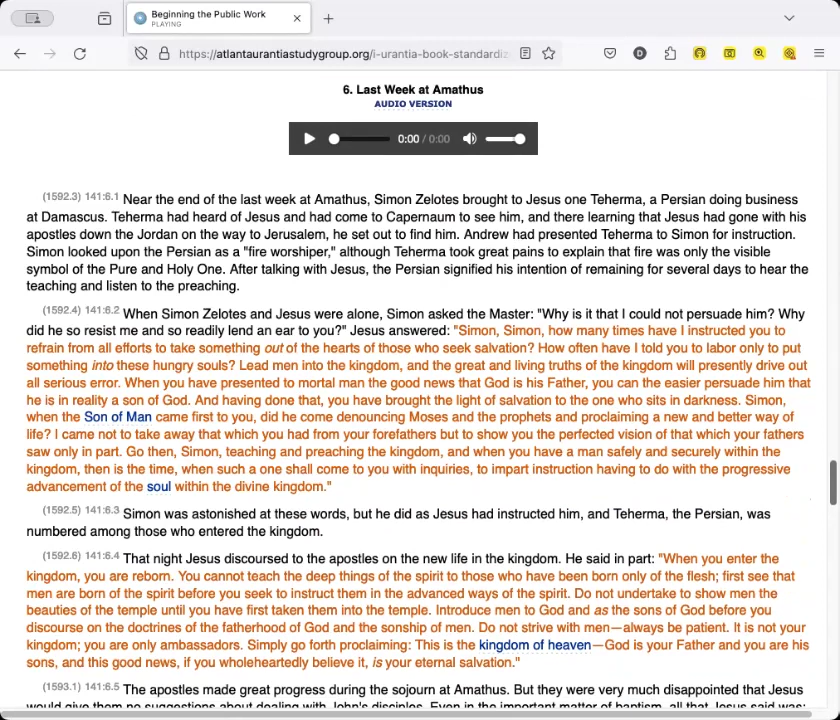 Beginning the Public Work
PLAYING
https://atlantaurantiastudygroup.org/i-urantia-book-standardiz
6. Last Week at Amathus
AUDIO VERSION
0:00 / 0:00
(1592.3) 141:6.1 Near the end of the last week at Amathus, Simon Zelotes brought to Jesus one Teherma, a Persian doing business
at Damascus. Teherma had heard of Jesus and had come to Capernaum to see him, and there learning that Jesus had gone with his
apostles down the Jordan on the way to Jerusalem, he set out to find him. Andrew had presented Teherma to Simon for instruction.
Simon looked upon the Persian as a "fire worshiper," although Teherma took great pains to explain that fire was only the visible
symbol of the Pure and Holy One. After talking with Jesus, the Persian signified his intention of remaining for several days to hear the
teaching and listen to the preaching.
(1592.4) 141:6.2 When Simon Zelotes and Jesus were alone, Simon asked the Master: "Why is it that I could not persuade him? Why
did he so resist me and so readily lend an ear to you?" Jesus answered: "Simon, Simon, how many times have I instructed you to
refrain from all efforts to take something out of the hearts of those who seek salvation? How often have I told you to labor only to put
something into these hungry souls? Lead men into the kingdom, and the great and living truths of the kingdom will presently drive out
all serious error. When you have presented to mortal man the good news that God is his Father, you can the easier persuade him that
he is in reality a son of God. And having done that, you have brought the light of salvation to the one who sits in darkness. Simon,
when the Son of Man came first to you, did he come denouncing Moses and the prophets and proclaiming a new and better way of
life? I came not to take away that which you had from your forefathers but to show you the perfected vision of that which your fathers
saw only in part. Go then, Simon, teaching and preaching the kingdom, and when you have a man safely and securely within the
kingdom, then is the time, when such a one shall come to you with inquiries, to impart instruction having to do with the progressive
advancement of the soul within the divine kingdom."
(1592.5) 141:6.3 Simon was astonished at these words, but he did as Jesus had instructed him, and Teherma, the Persian, was
numbered among those who entered the kingdom.
(1592.6) 141:6.4 That night Jesus discoursed to the apostles on the new life in the kingdom. He said in part: "When you enter the
kingdom, you are reborn. You cannot teach the deep things of the spirit to those who have been born only of the flesh; first see that
men are born of the spirit before you seek to instruct them in the advanced ways of the spirit. Do not undertake to show men the
beauties of the temple until you have first taken them into the temple. Introduce men to God and as the sons of God before you
discourse on the doctrines of the fatherhood of God and the sonship of men. Do not strive with men—always be patient. It is not your
kingdom; you are only ambassadors. Simply go forth proclaiming: This is the kingdom of heaven—God is your Father and you are his
sons, and this good news, if you wholeheartedly believe it, is your eternal salvation."
(1593.1) 141:6.5 The apostles made great progress during the sojourn at Amathus. But they were very much disappointed that Jesus
would give them no suggestions about dealing with John's disciples. Even in the important matter of baptism, all that Jesus said was: